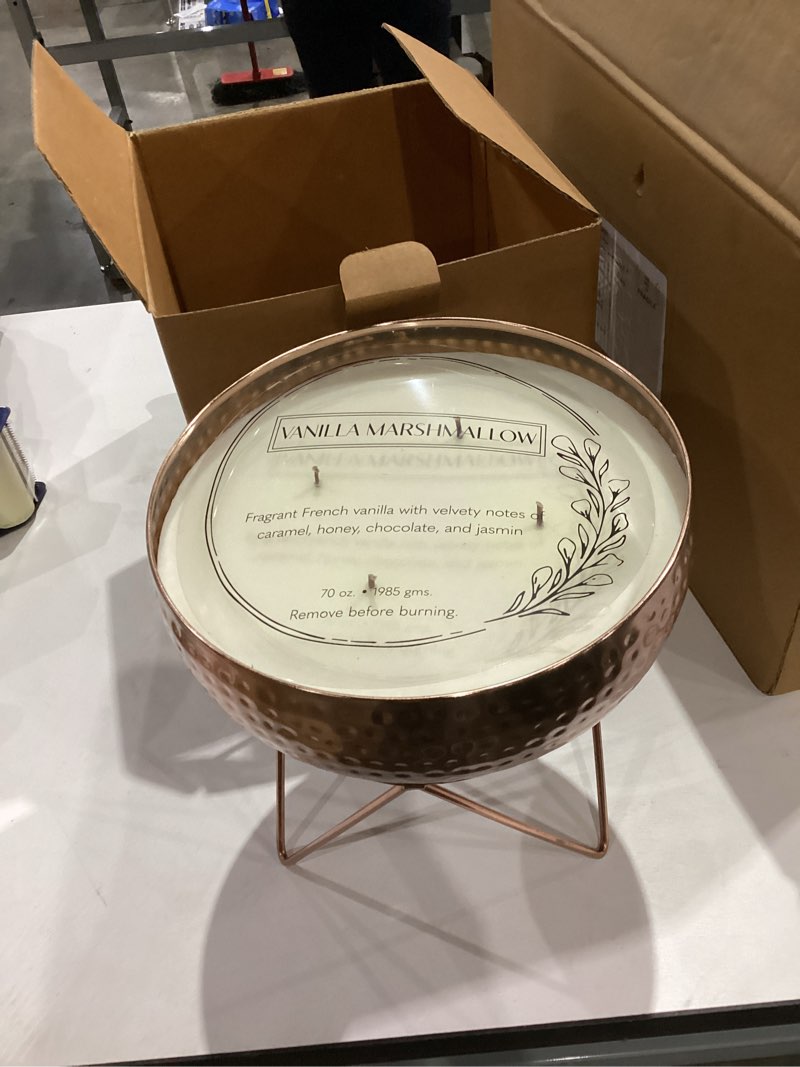 VANILLA MARSHMALLOW
Fragrant French vanilla with velvety notes of
caramel, honey, chocolate, and jasmin
70 oz. • 1985 gms.
Remove before burning.